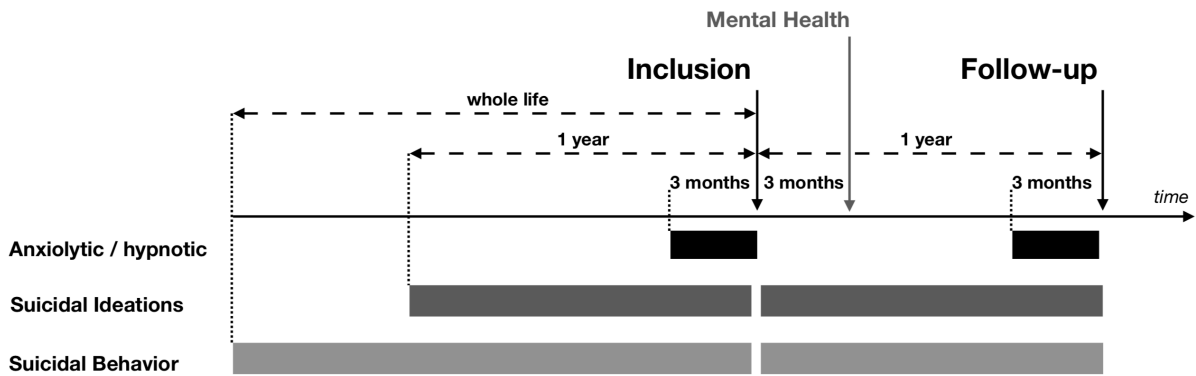 Mental Health
Inclusion
Follow-up
whole life
1 year
1 year
3 months
3 months
3 months
time
Anxiolytic / hypnotic
Suicidal Ideations
Suicidal Behavior